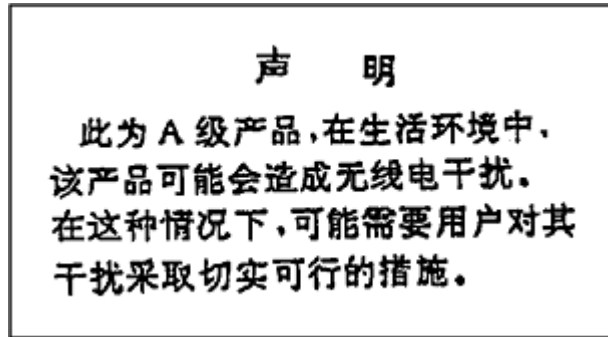 声 明
此为 A 级产品,在生活环境中,
该产品可能会造成无线电干扰。
在这种情况下,可能需要用户对其
干扰采取切实可行的措施。